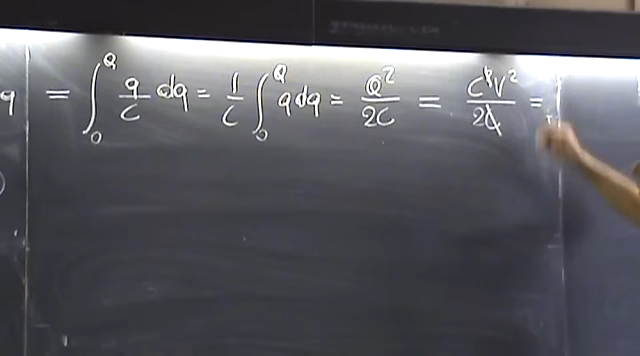 q = ∫₀^Q q/C dq = 1/C ∫₀^Q q dq = Q²/2C = C²V²/2C =